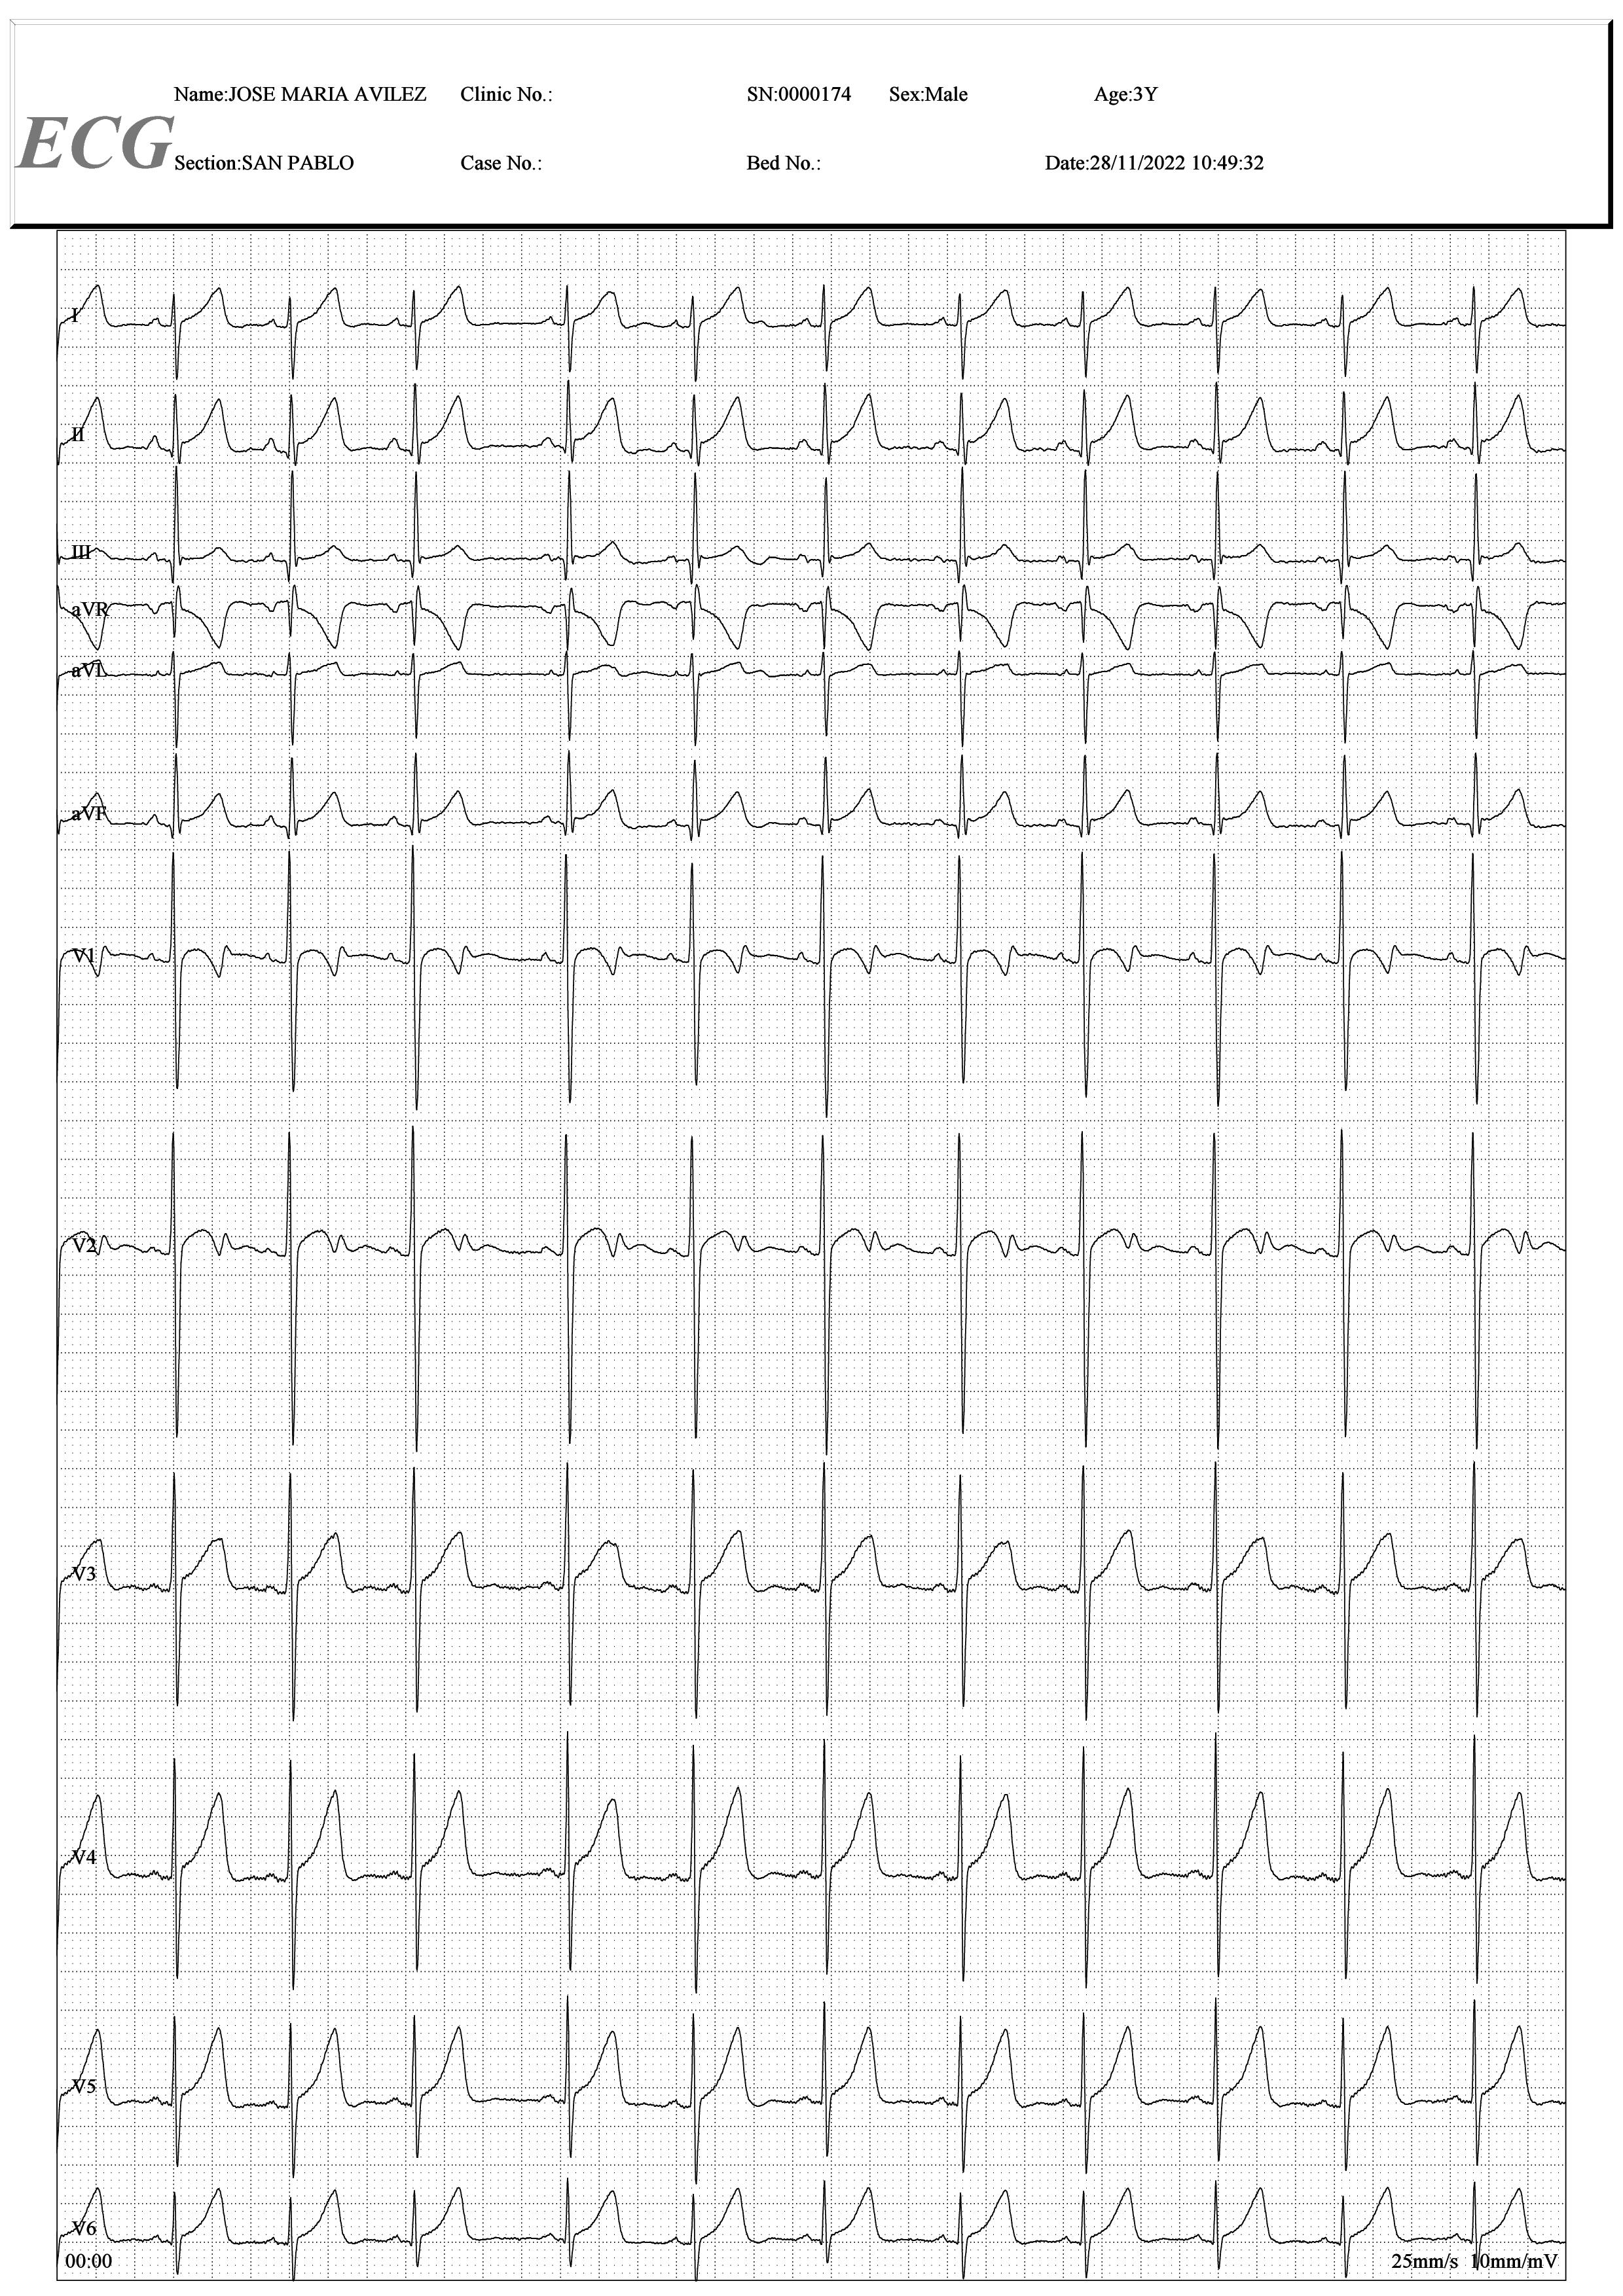 ECG
Name:JOSE MARIA AVILEZ Clinic No.: SN:0000174 Sex:Male Age:3Y
Section:SAN PABLO Case No.: Bed No.: Date:28/11/2022 10:49:32
I
II
III
aVR
aVL
aVF
V1
V2
V3
V4
V5
V6
00:00 25mm/s 10mm/mV